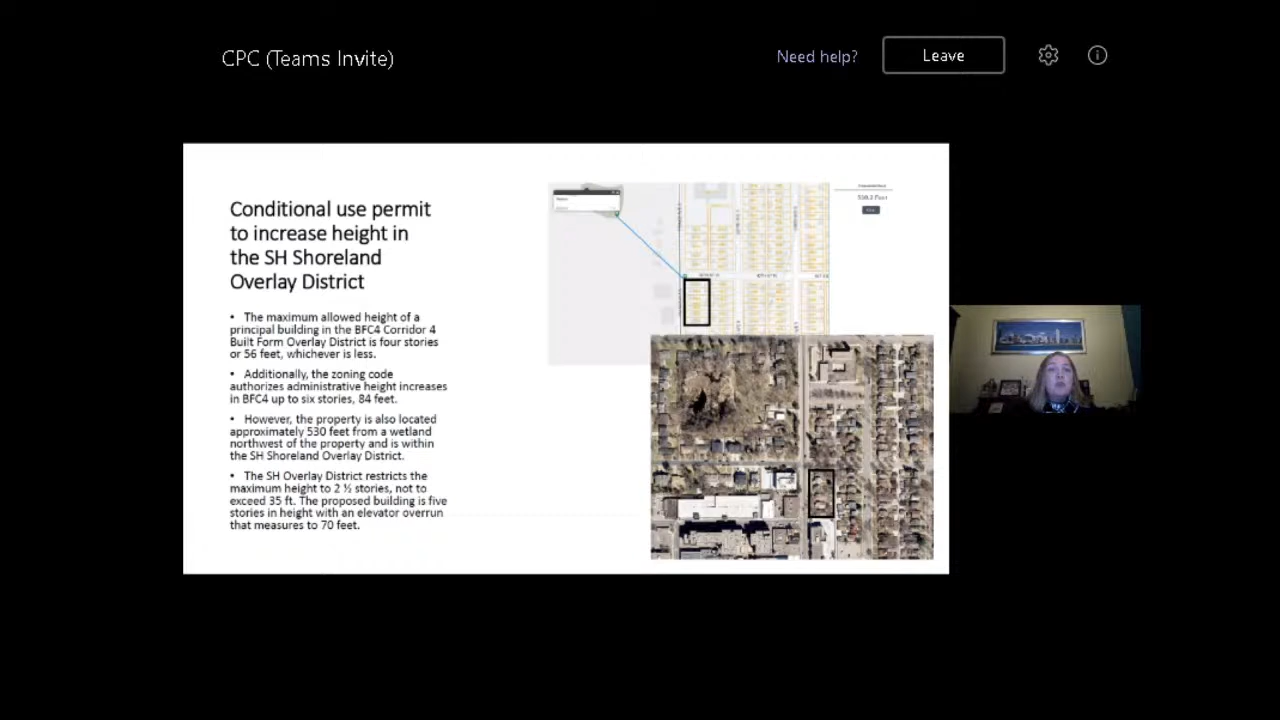 CPC (Teams Invite)
Need help?
Leave
Conditional use permit
to increase height in
the SH Shoreland
Overlay District
• The maximum allowed height of a
principal building in the BFC4 Corridor 4
Built Form Overlay District is four stories
or 56 feet, whichever is less.
• Additionally, the zoning code
authorizes administrative height increases
in BFC4 up to six stories, 84 feet.
• However, the property is also located
approximately 530 feet from a wetland
northwest of the property and is within
the SH Shoreland Overlay District.
• The SH Overlay District restricts the
maximum height to 2 ½ stories, not to
exceed 35 ft. The proposed building is five
stories in height with an elevator overrun
that measures to 70 feet.